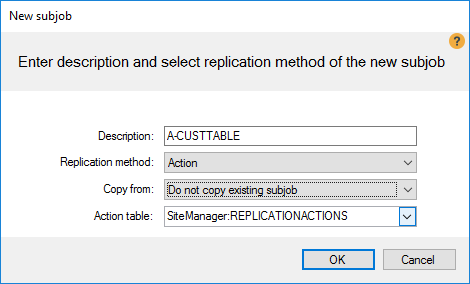 New subjob
?
Enter description and select replication method of the new subjob
Description: A-CUSTTABLE
Replication method: Action
Copy from: Do not copy existing subjob
Action table: SiteManager:REPLICATIONACTIONS
OK Cancel